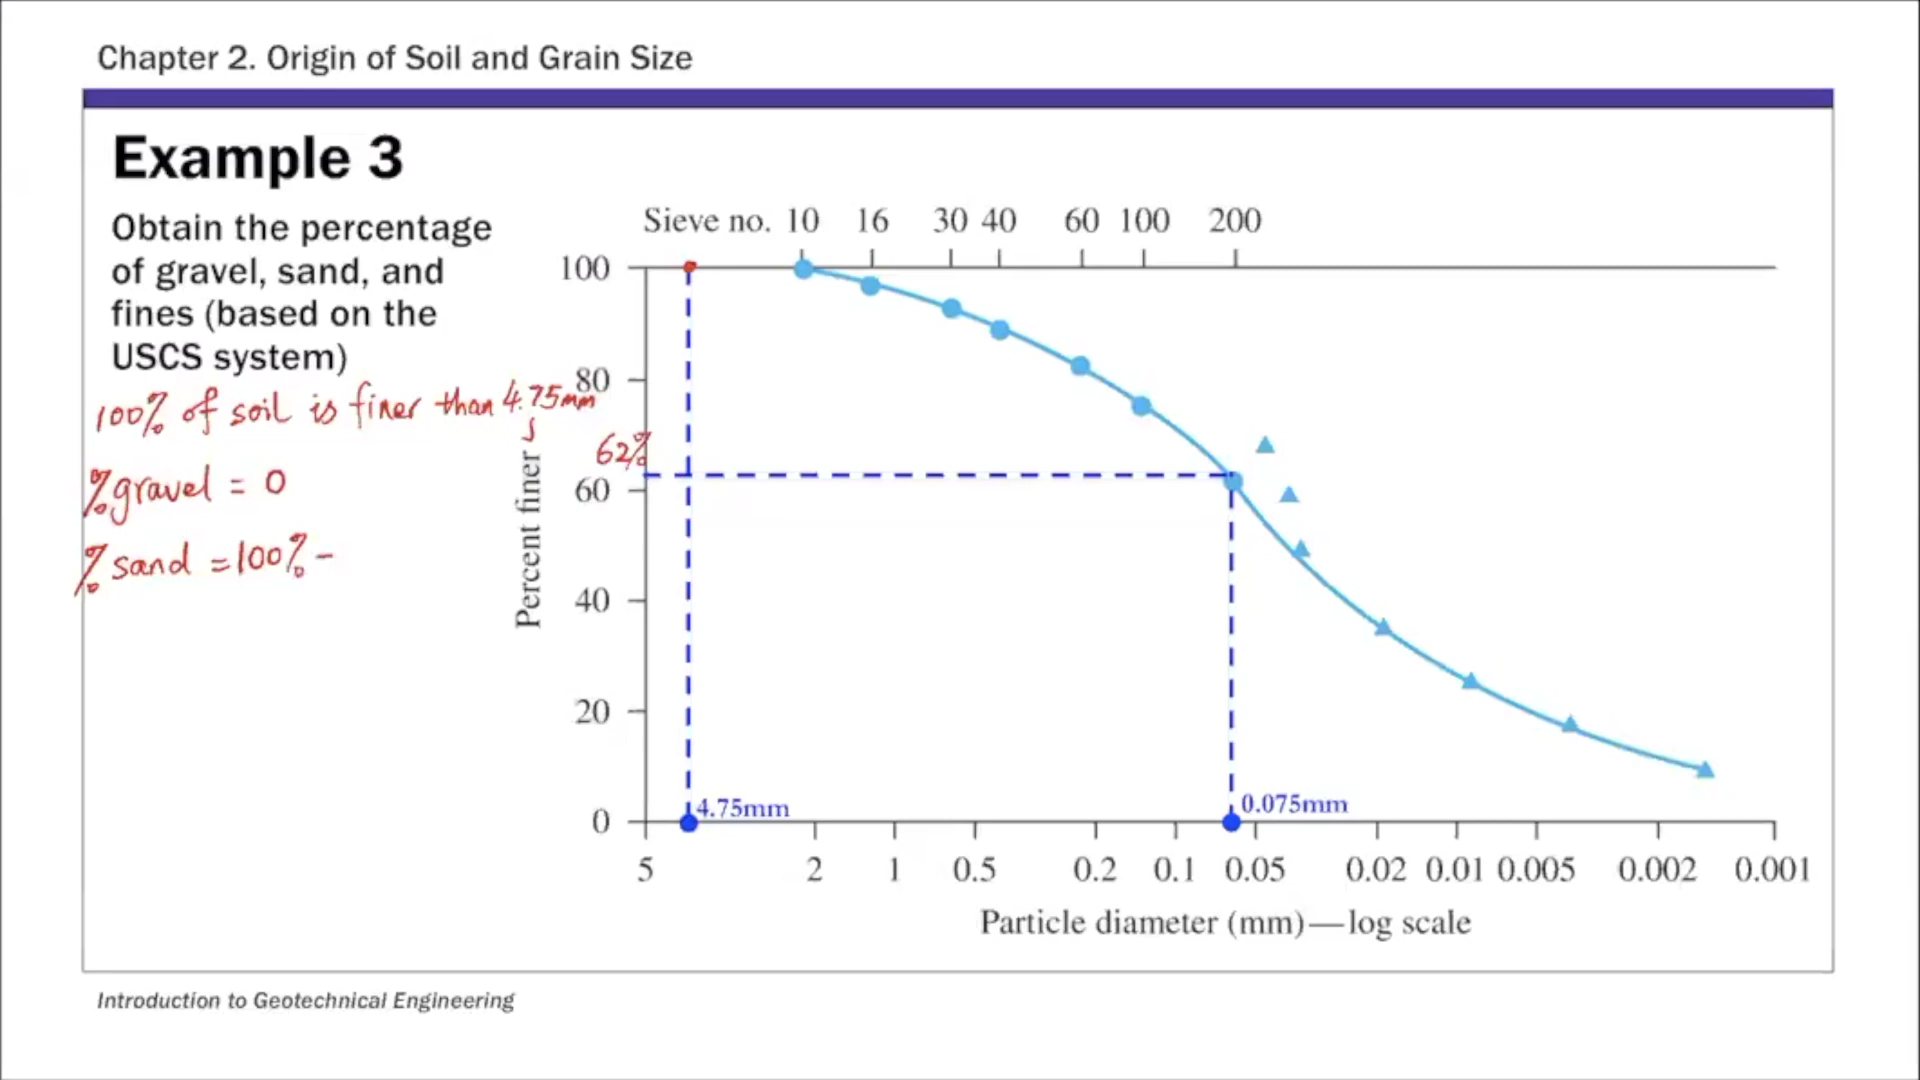 Chapter 2. Origin of Soil and Grain Size
Example 3
Obtain the percentage
of gravel, sand, and
fines (based on the
USCS system)
100% of soil is finer than 4.75mm
%gravel = 0
%sand = 100% -
Sieve no. 10 16 30 40 60 100 200
100
80
62%
60
40
20
0
Percent finer
4.75mm
0.075mm
5 2 1 0.5 0.2 0.1 0.05 0.02 0.01 0.005 0.002 0.001
Particle diameter (mm)—log scale
Introduction to Geotechnical Engineering